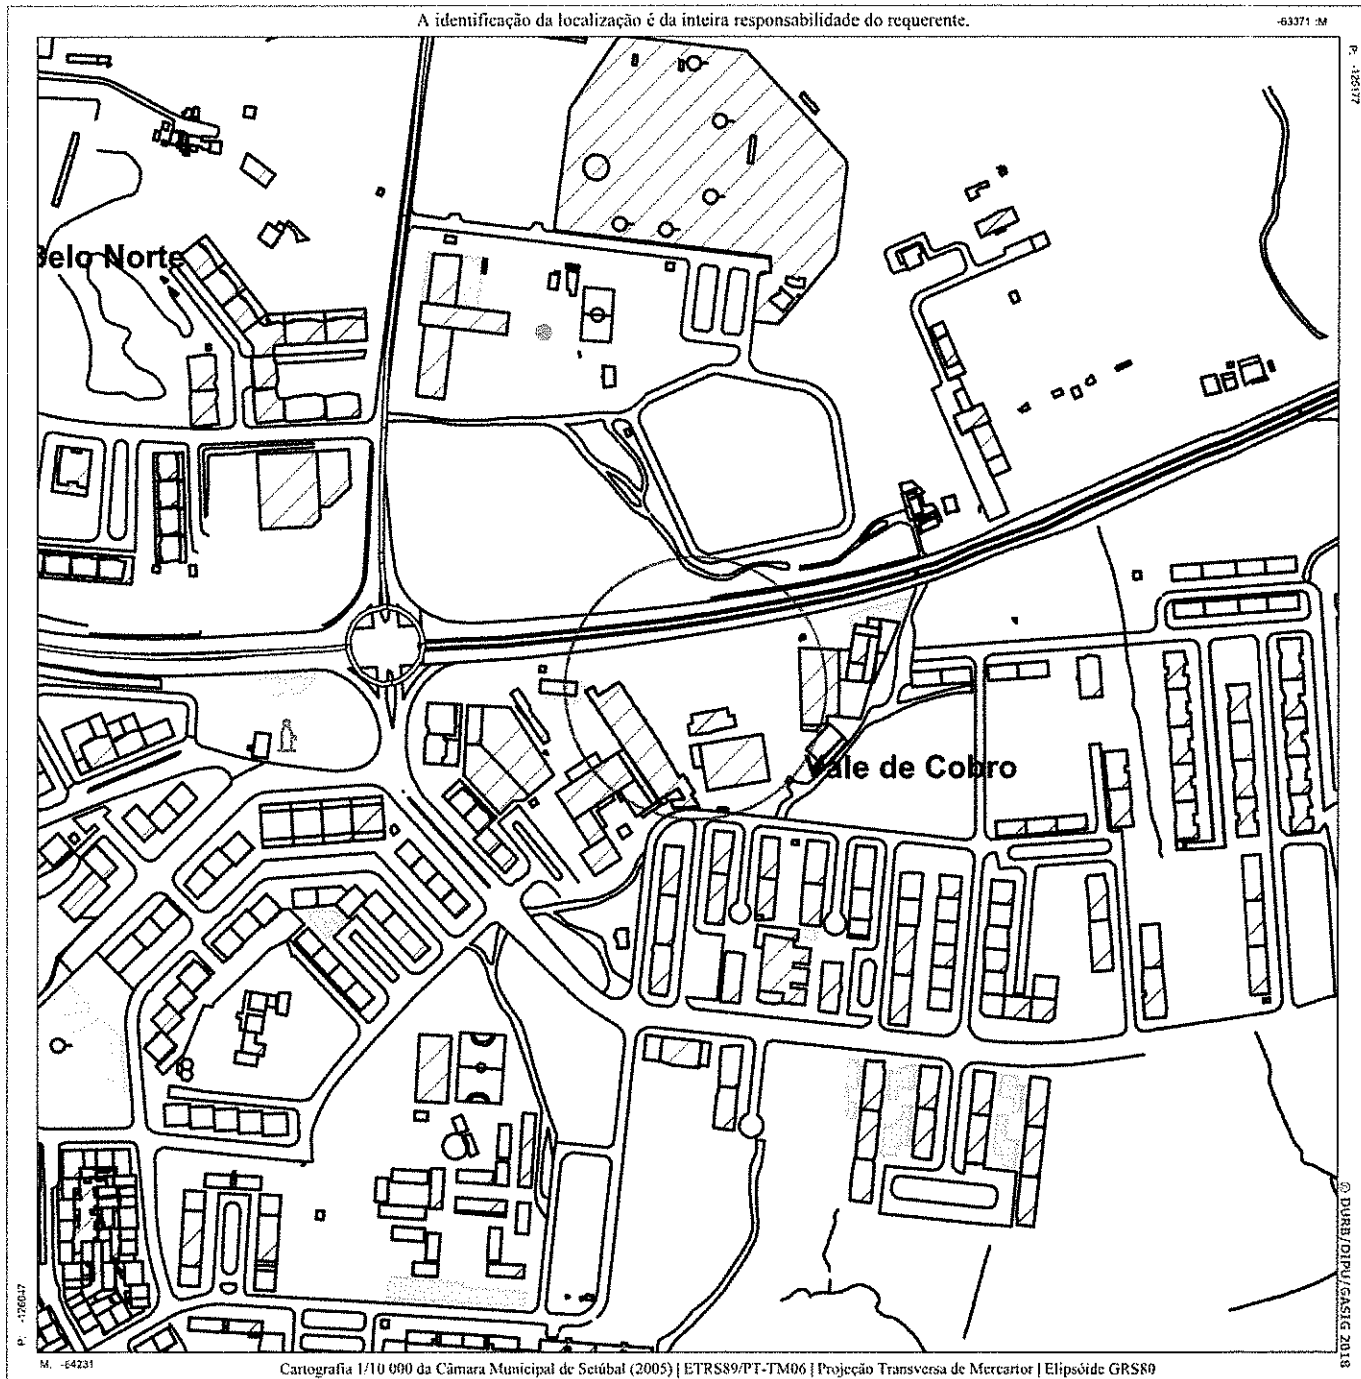 A identificação da localização é da inteira responsabilidade do requerente.
-63371 :M
P: -125177
Belo Norte
Vale de Cobro
© DURB/DIPU/GASIG 2018
P: -126047
M. -64231
Cartografia 1/10 000 da Câmara Municipal de Setúbal (2005) | ETRS89/PT-TM06 | Projeção Transversa de Mercartor | Elipsóide GRS80